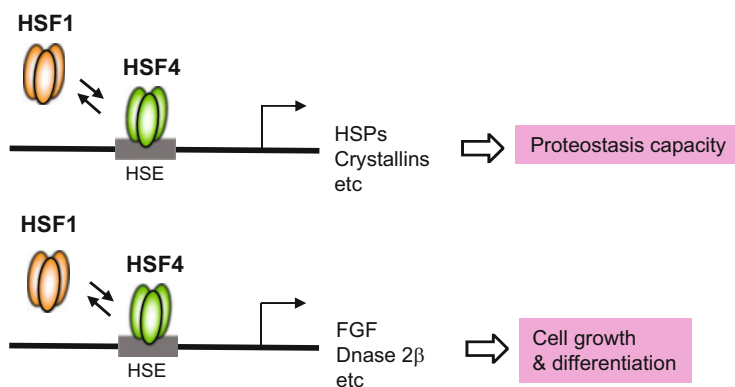 HSF1
HSF4
HSE
HSPs
Crystallins
etc
Proteostasis capacity
HSF1
HSF4
HSE
FGF
Dnase 2β
etc
Cell growth
& differentiation